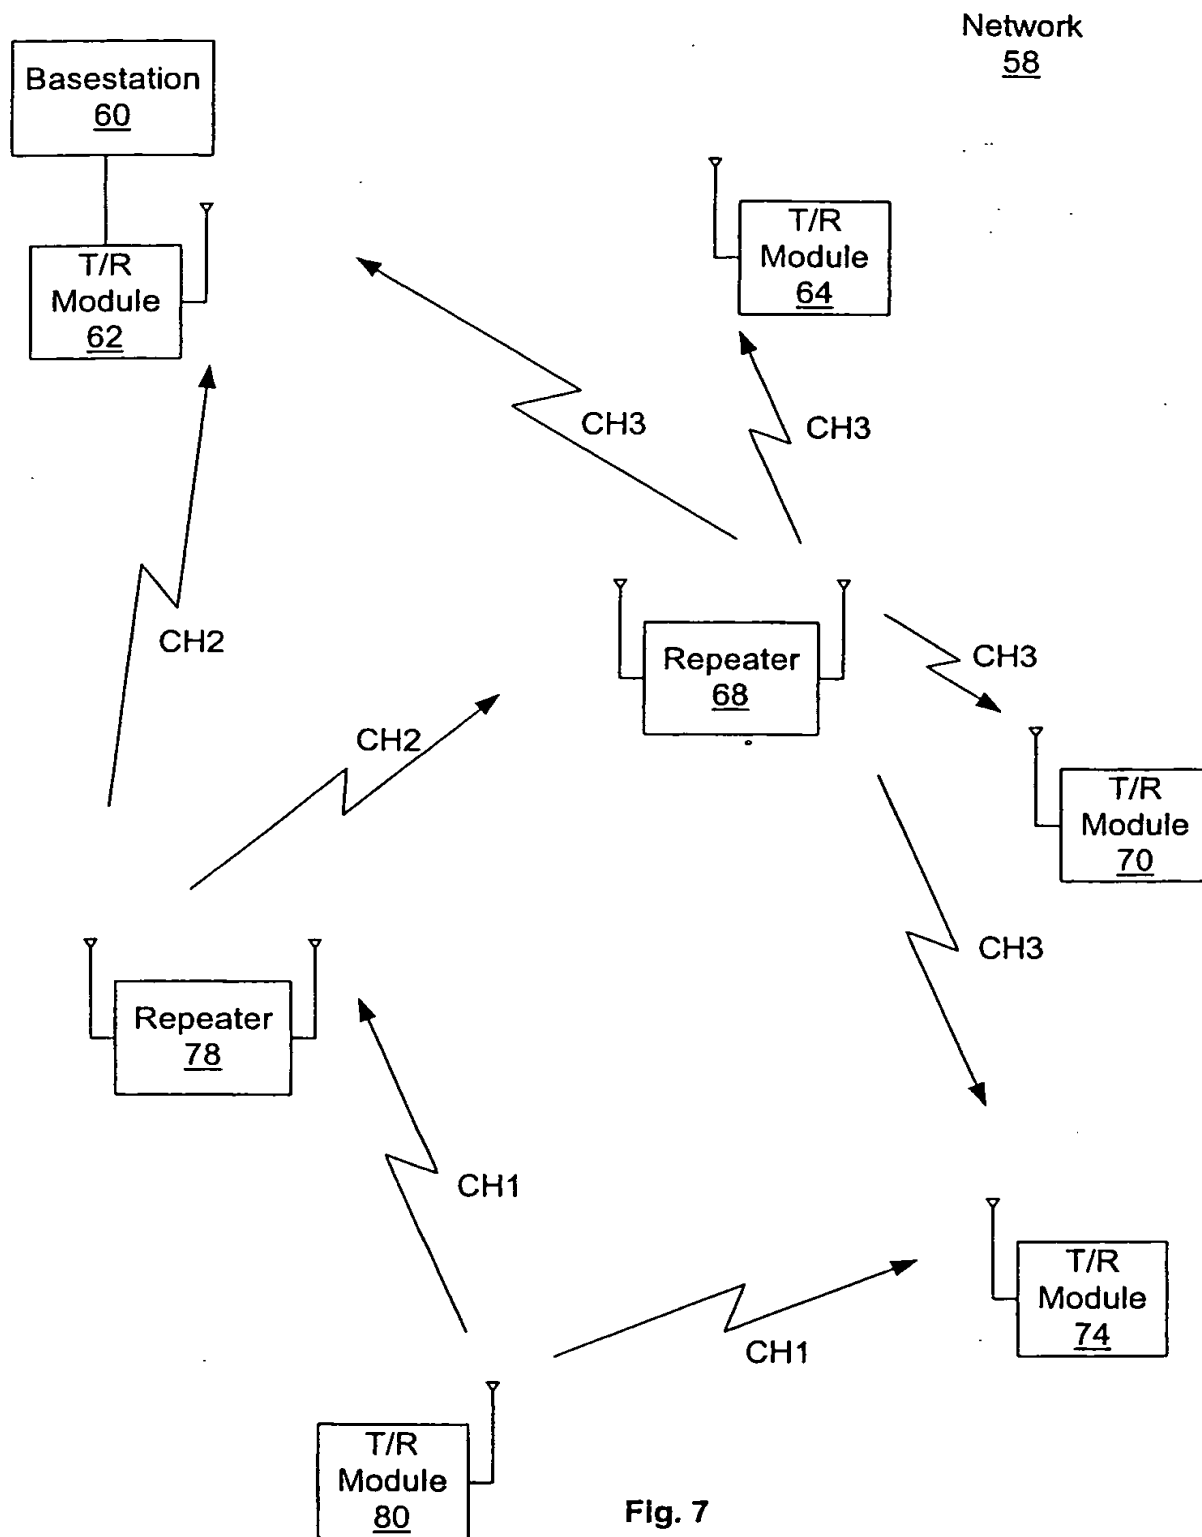 Network
58
Basestation
60
T/R
Module
62
T/R
Module
64
CH3
CH3
CH2
Repeater
68
CH3
CH2
T/R
Module
70
CH3
Repeater
78
CH1
T/R
Module
74
CH1
T/R
Module
80
Fig. 7